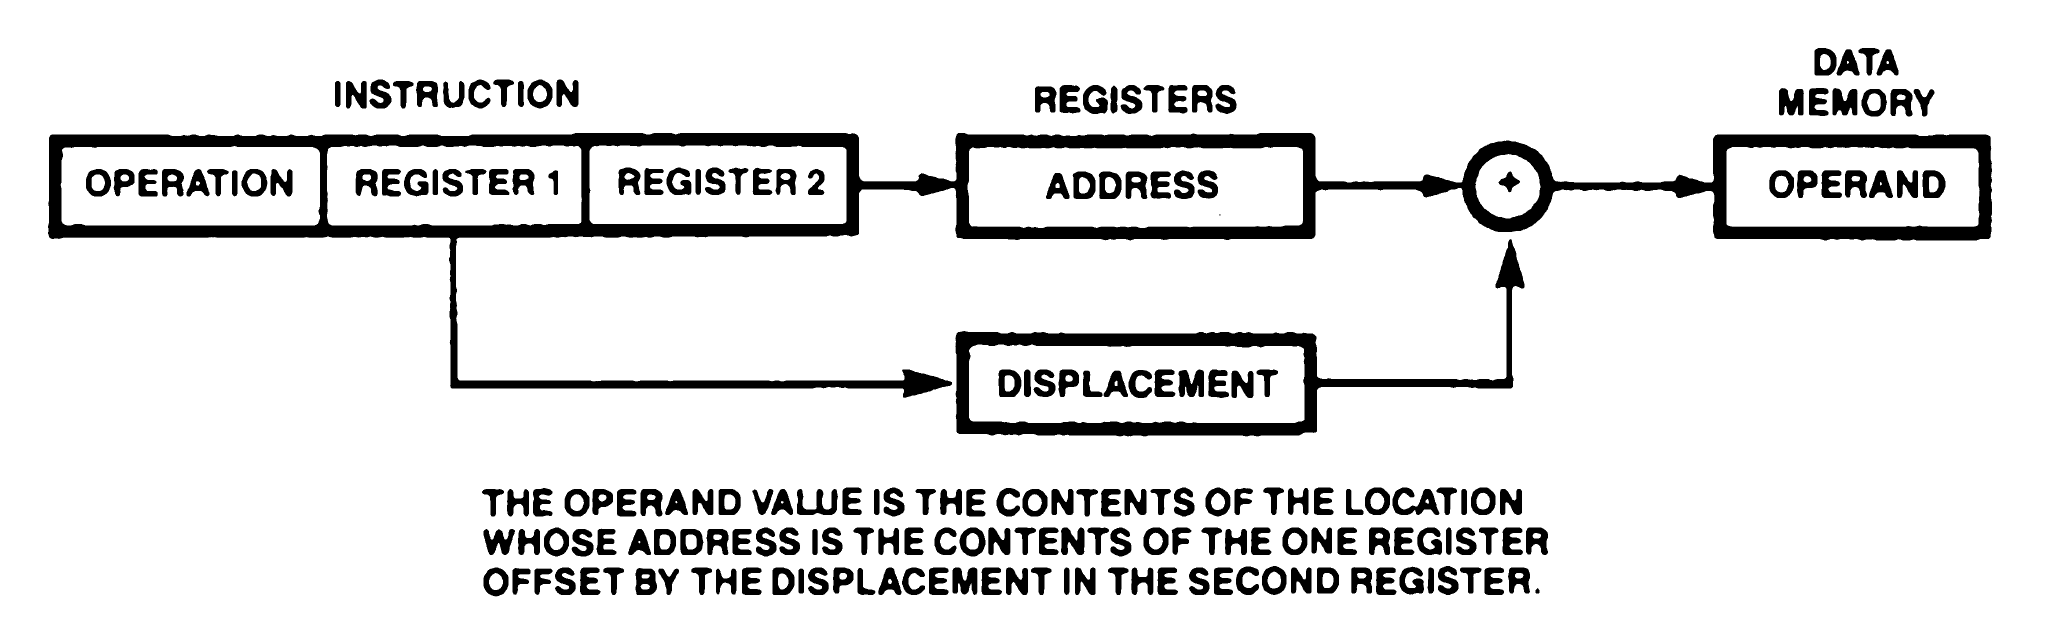 INSTRUCTION
OPERATION REGISTER 1 REGISTER 2
REGISTERS
ADDRESS
+
DATA
MEMORY
OPERAND
DISPLACEMENT
THE OPERAND VALUE IS THE CONTENTS OF THE LOCATION
WHOSE ADDRESS IS THE CONTENTS OF THE ONE REGISTER
OFFSET BY THE DISPLACEMENT IN THE SECOND REGISTER.